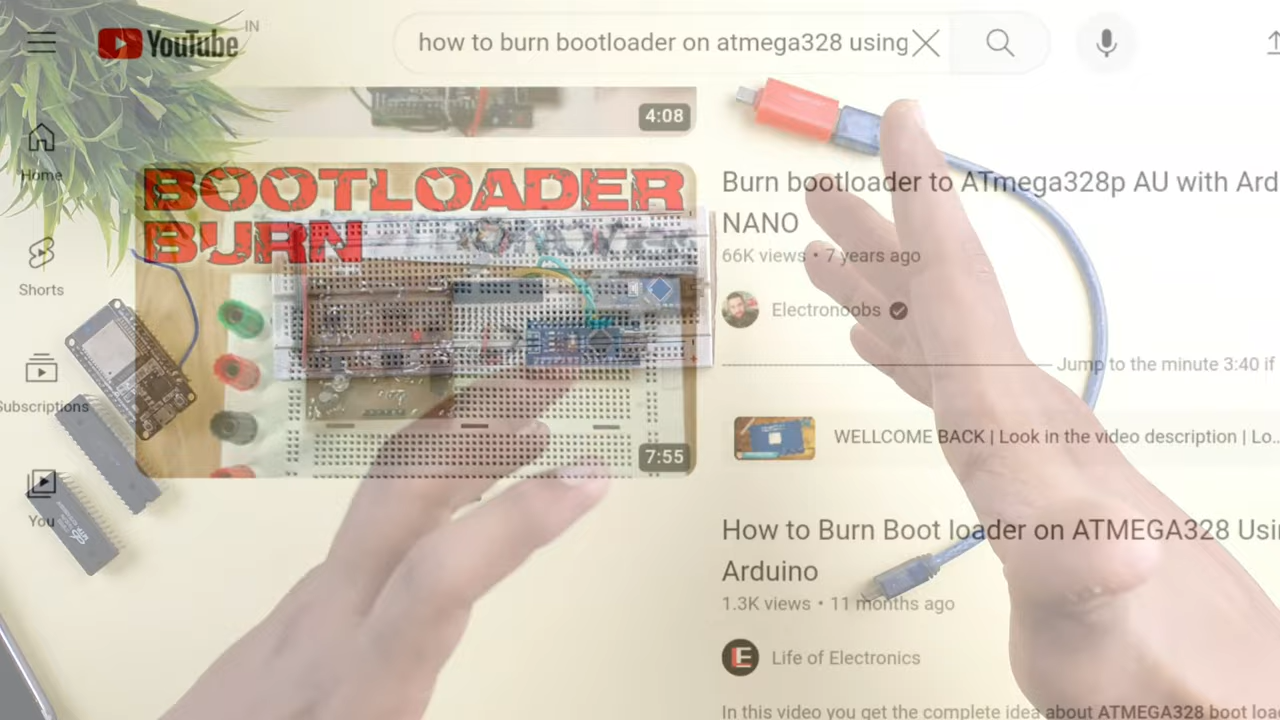 YouTube IN
how to burn bootloader on atmega328 using
4:08
Home
BOOTLOADER
BURN
Burn bootloader to ATmega328p AU with Ard
NANO
66K views • 7 years ago
Shorts
Electronoobs
Jump to the minute 3:40 if
Subscriptions
WELLCOME BACK | Look in the video description | Lo...
7:55
You
How to Burn Boot loader on ATMEGA328 Usi
Arduino
1.3K views • 11 months ago
E
Life of Electronics
In this video you get the complete idea about ATMEGA328 boot loa